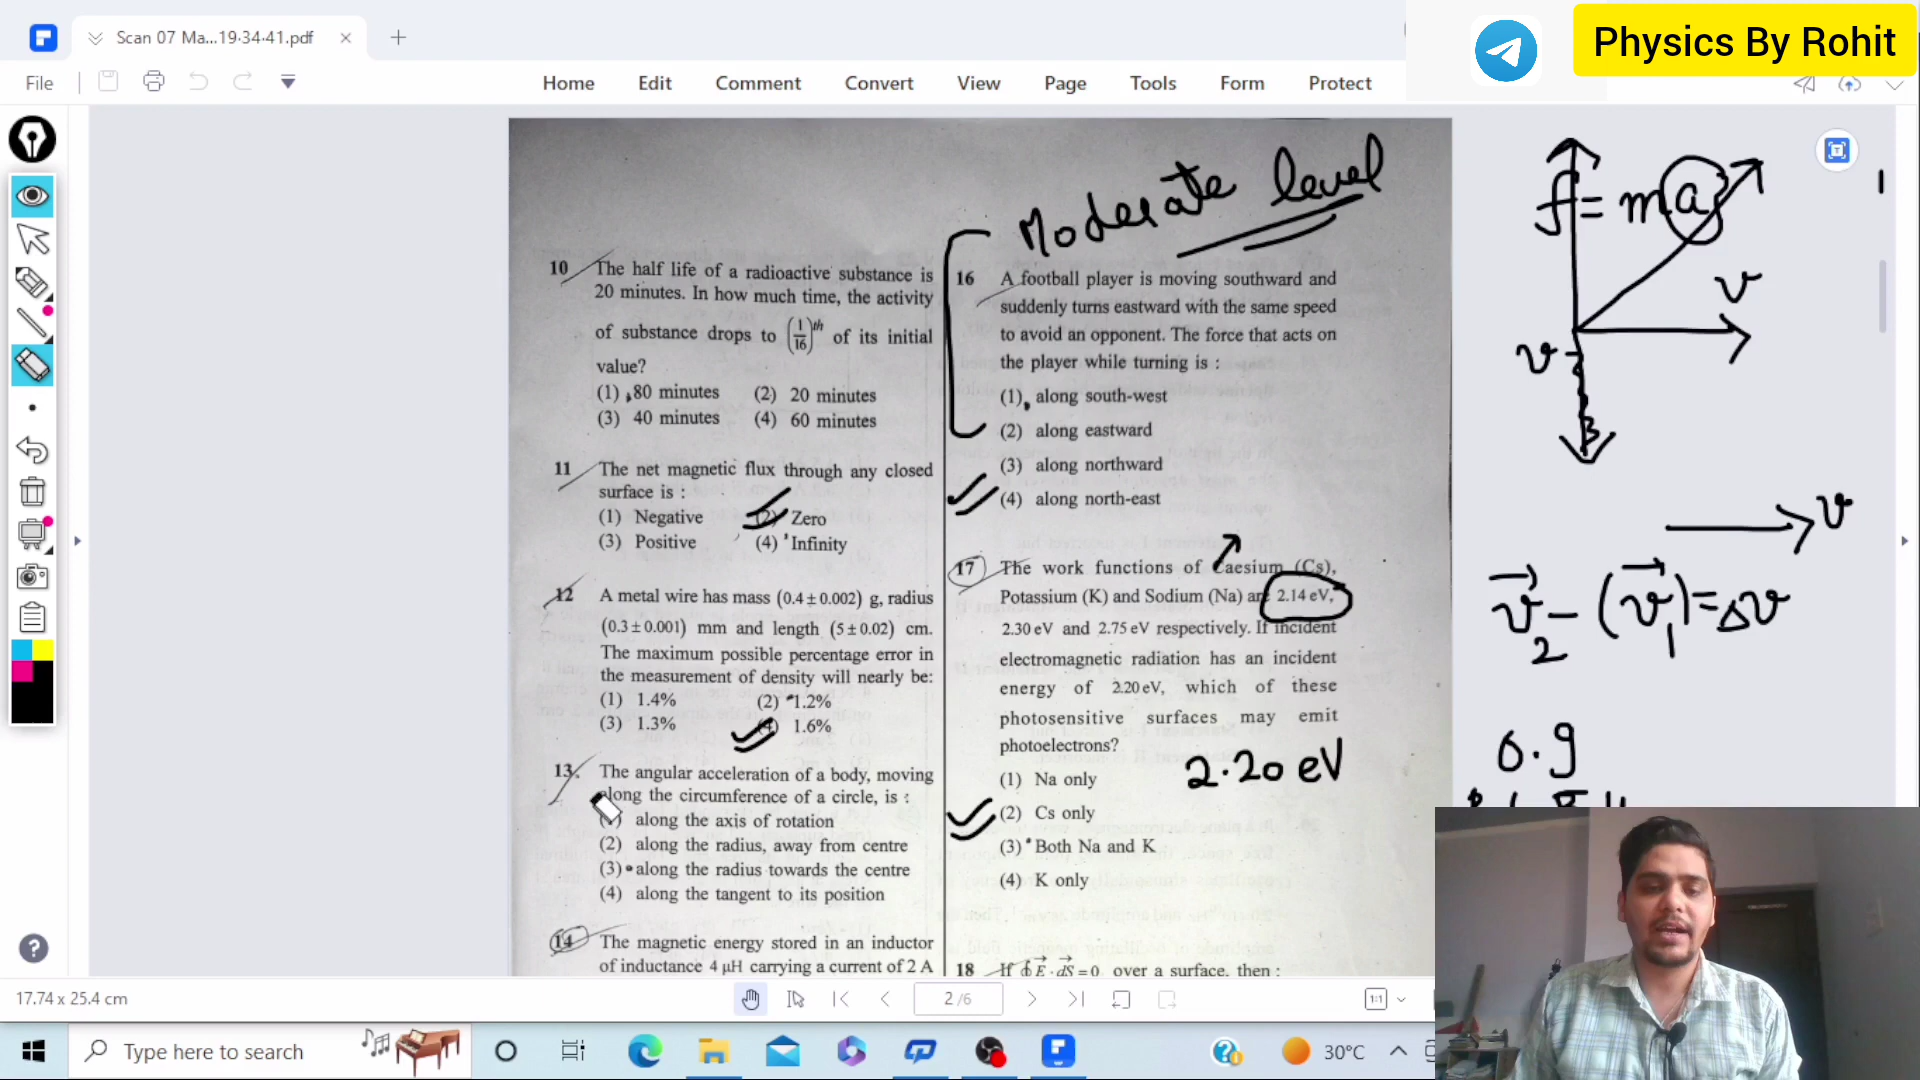 Scan 07 Ma...19-34-41.pdf
Physics By Rohit
File
Home Edit Comment Convert View Page Tools Form Protect
Moderate level
10 The half life of a radioactive substance is
20 minutes. In how much time, the activity
of substance drops to (1/16)th of its initial
value?
(1) 80 minutes (2) 20 minutes
(3) 40 minutes (4) 60 minutes
11 The net magnetic flux through any closed
surface is :
(1) Negative (2) Zero
(3) Positive (4) Infinity
12 A metal wire has mass (0.4 ± 0.002) g, radius
(0.3 ± 0.001) mm and length (5 ± 0.02) cm.
The maximum possible percentage error in
the measurement of density will nearly be:
(1) 1.4% (2) 1.2%
(3) 1.3% (4) 1.6%
13. The angular acceleration of a body, moving
along the circumference of a circle, is :
(1) along the axis of rotation
(2) along the radius, away from centre
(3) along the radius towards the centre
(4) along the tangent to its position
14 The magnetic energy stored in an inductor
of inductance 4 μH carrying a current of 2 A
16 A football player is moving southward and
suddenly turns eastward with the same speed
to avoid an opponent. The force that acts on
the player while turning is :
(1) along south-west
(2) along eastward
(3) along northward
(4) along north-east
17 The work functions of Caesium (Cs),
Potassium (K) and Sodium (Na) are 2.14 eV,
2.30 eV and 2.75 eV respectively. If incident
electromagnetic radiation has an incident
energy of 2.20 eV, which of these
photosensitive surfaces may emit
photoelectrons?
(1) Na only
2.20 eV
(2) Cs only
(3) Both Na and K
(4) K only
18 If ∮ E⃗ · dS⃗ = 0 over a surface, then :
f = ma
v
v
v
v⃗2 - (v⃗1) = Δv
0.9
17.74 x 25.4 cm
2 /6
1:1
Type here to search
30°C